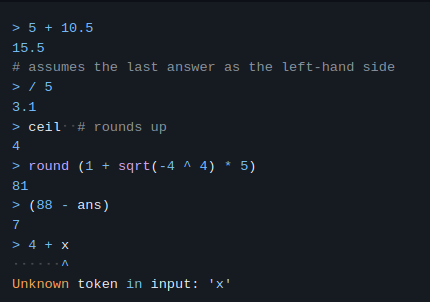 > 5 + 10.5
15.5
# assumes the last answer as the left-hand side
> / 5
3.1
> ceil··# rounds up
4
> round (1 + sqrt(-4 ^ 4) * 5)
81
> (88 - ans)
7
> 4 + x
······^
Unknown token in input: 'x'